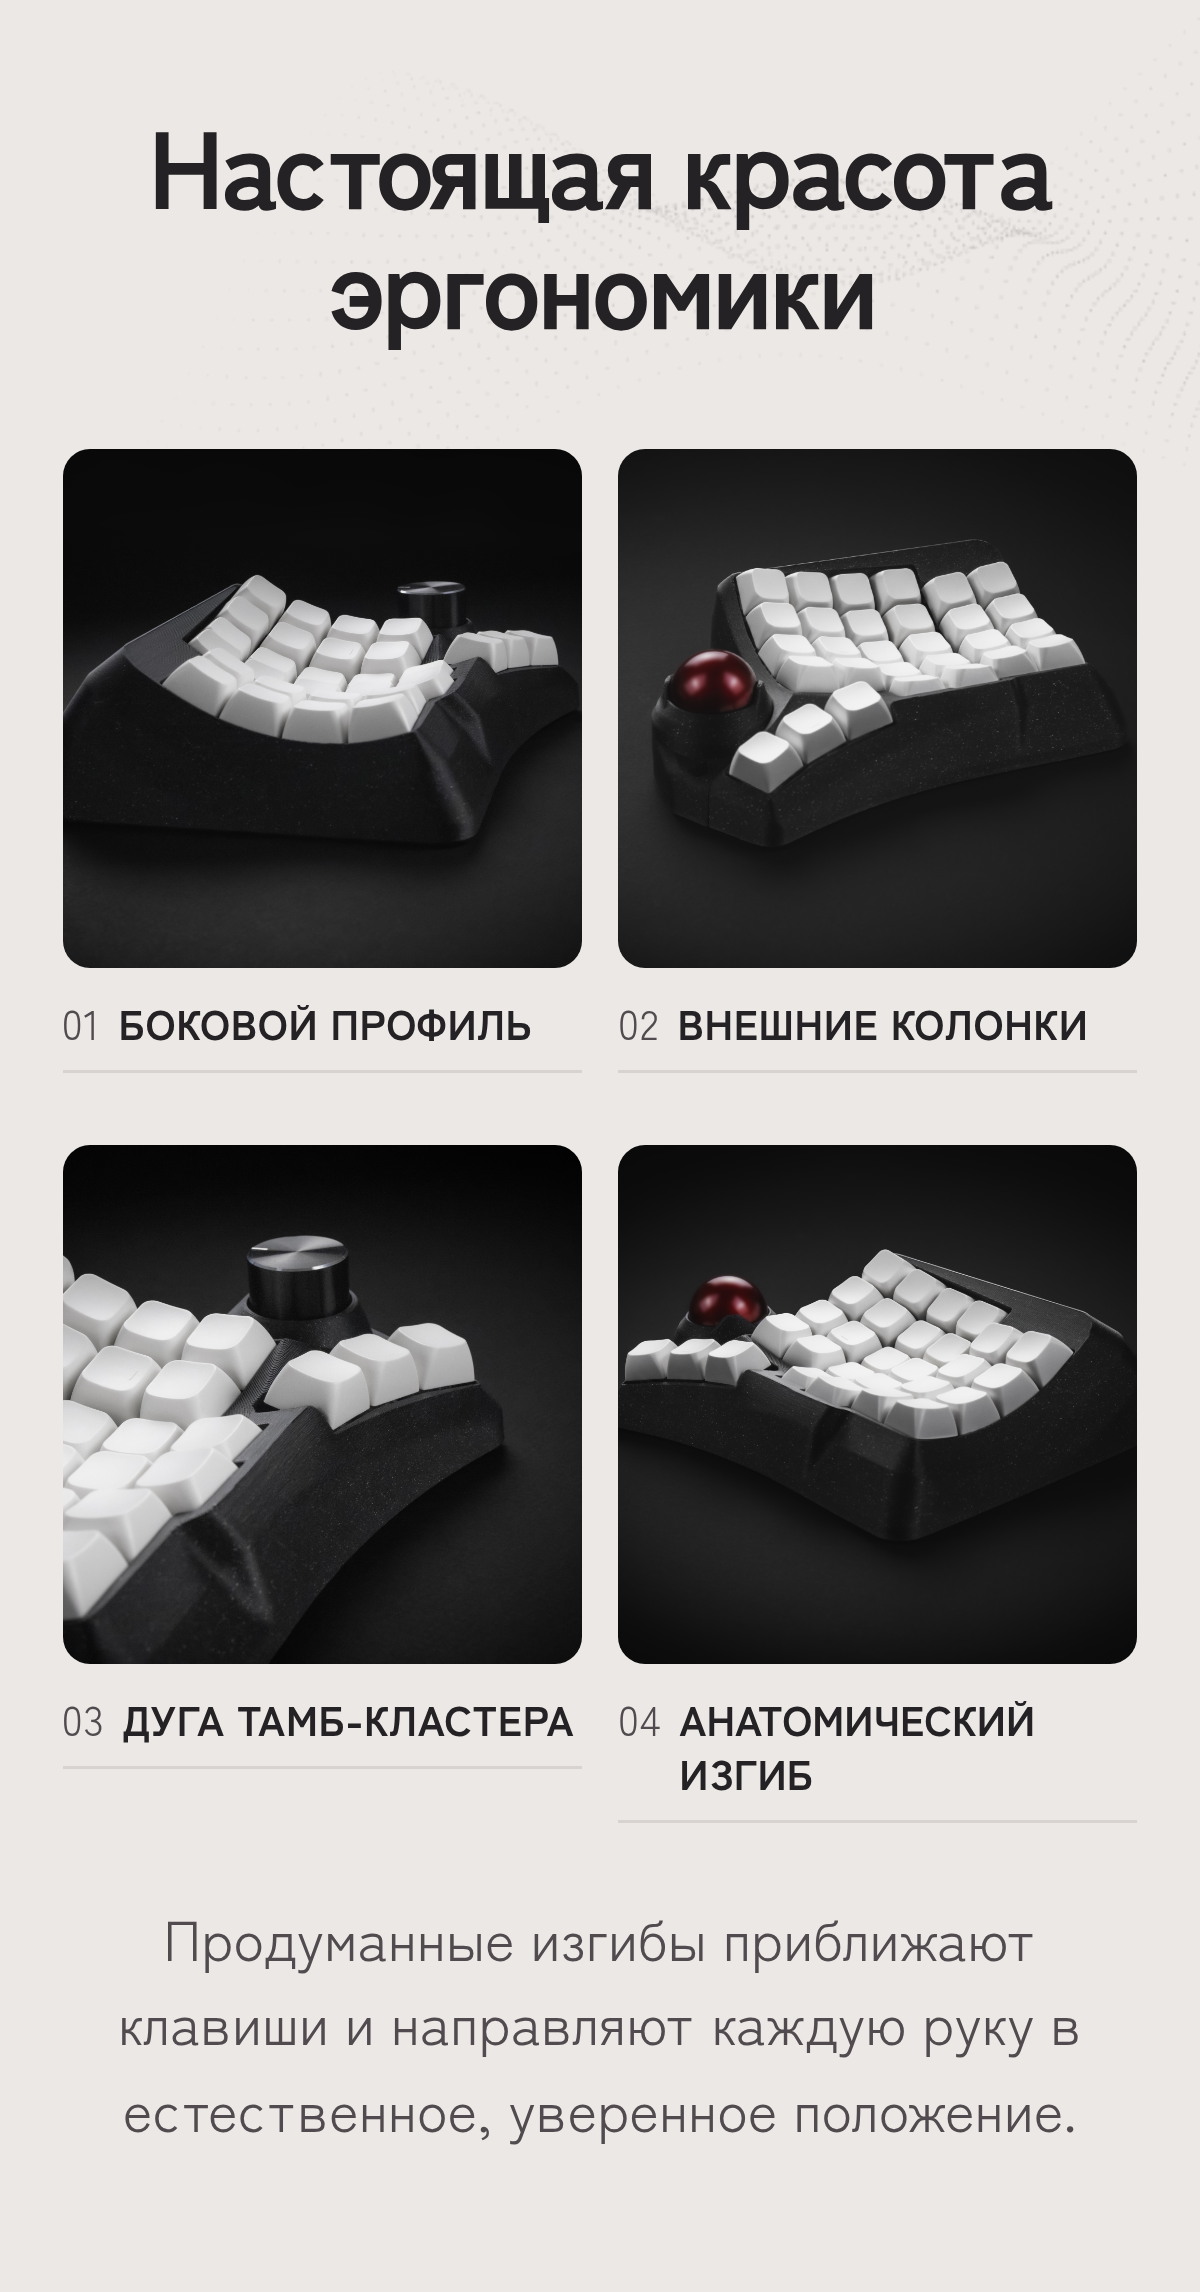 Настоящая красота
эргономики
01 БОКОВОЙ ПРОФИЛЬ
02 ВНЕШНИЕ КОЛОНКИ
03 ДУГА ТАМБ-КЛАСТЕРА
04 АНАТОМИЧЕСКИЙ
ИЗГИБ
Продуманные изгибы приближают
клавиши и направляют каждую руку в
естественное, уверенное положение.